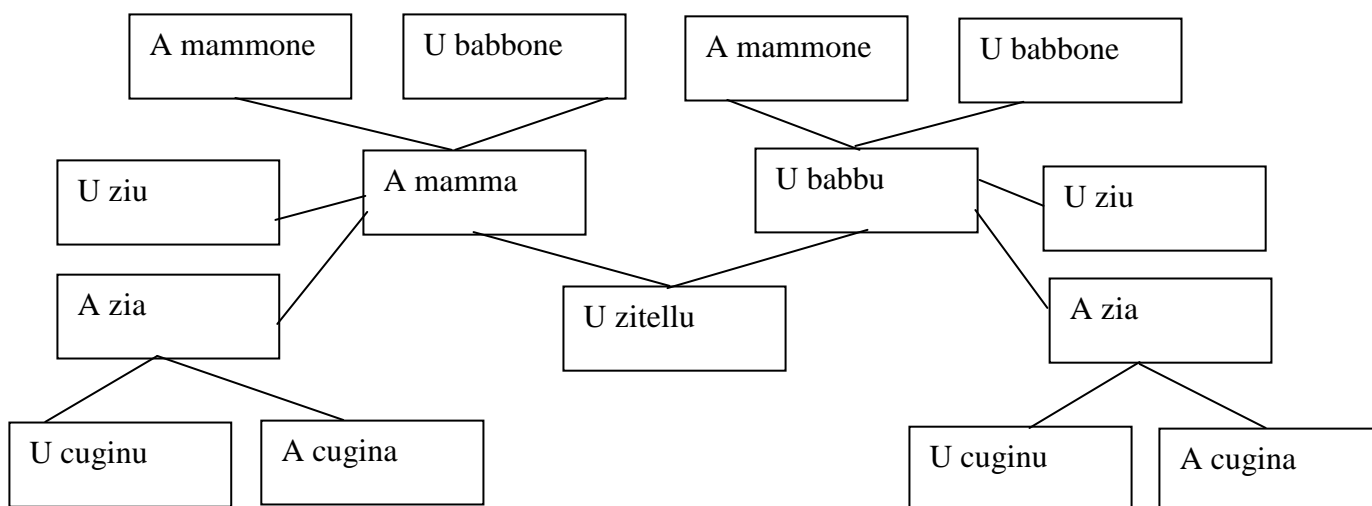 A mammone
U babbone
A mammone
U babbone
U ziu
A mamma
U babbu
U ziu
A zia
U zitellu
A zia
U cuginu
A cugina
U cuginu
A cugina